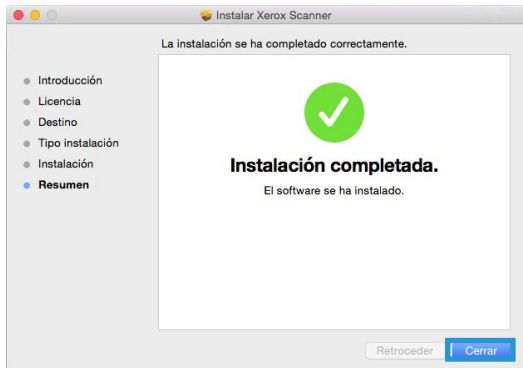 Instalar Xerox Scanner
La instalación se ha completado correctamente.
Introducción
Licencia
Destino
Tipo instalación
Instalación
Resumen
Instalación completada.
El software se ha instalado.
Retroceder
Cerrar